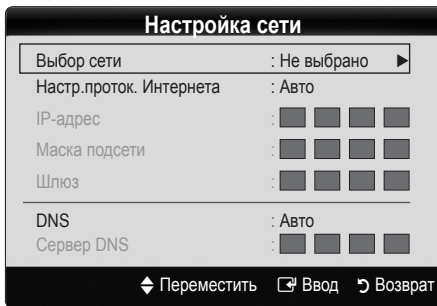 Настройка сети
Выбор сети : Не выбрано ▶
Настр.проток. Интернета : Авто
IP-адрес :
Маска подсети :
Шлюз :
DNS : Авто
Сервер DNS :
Переместить Ввод Возврат